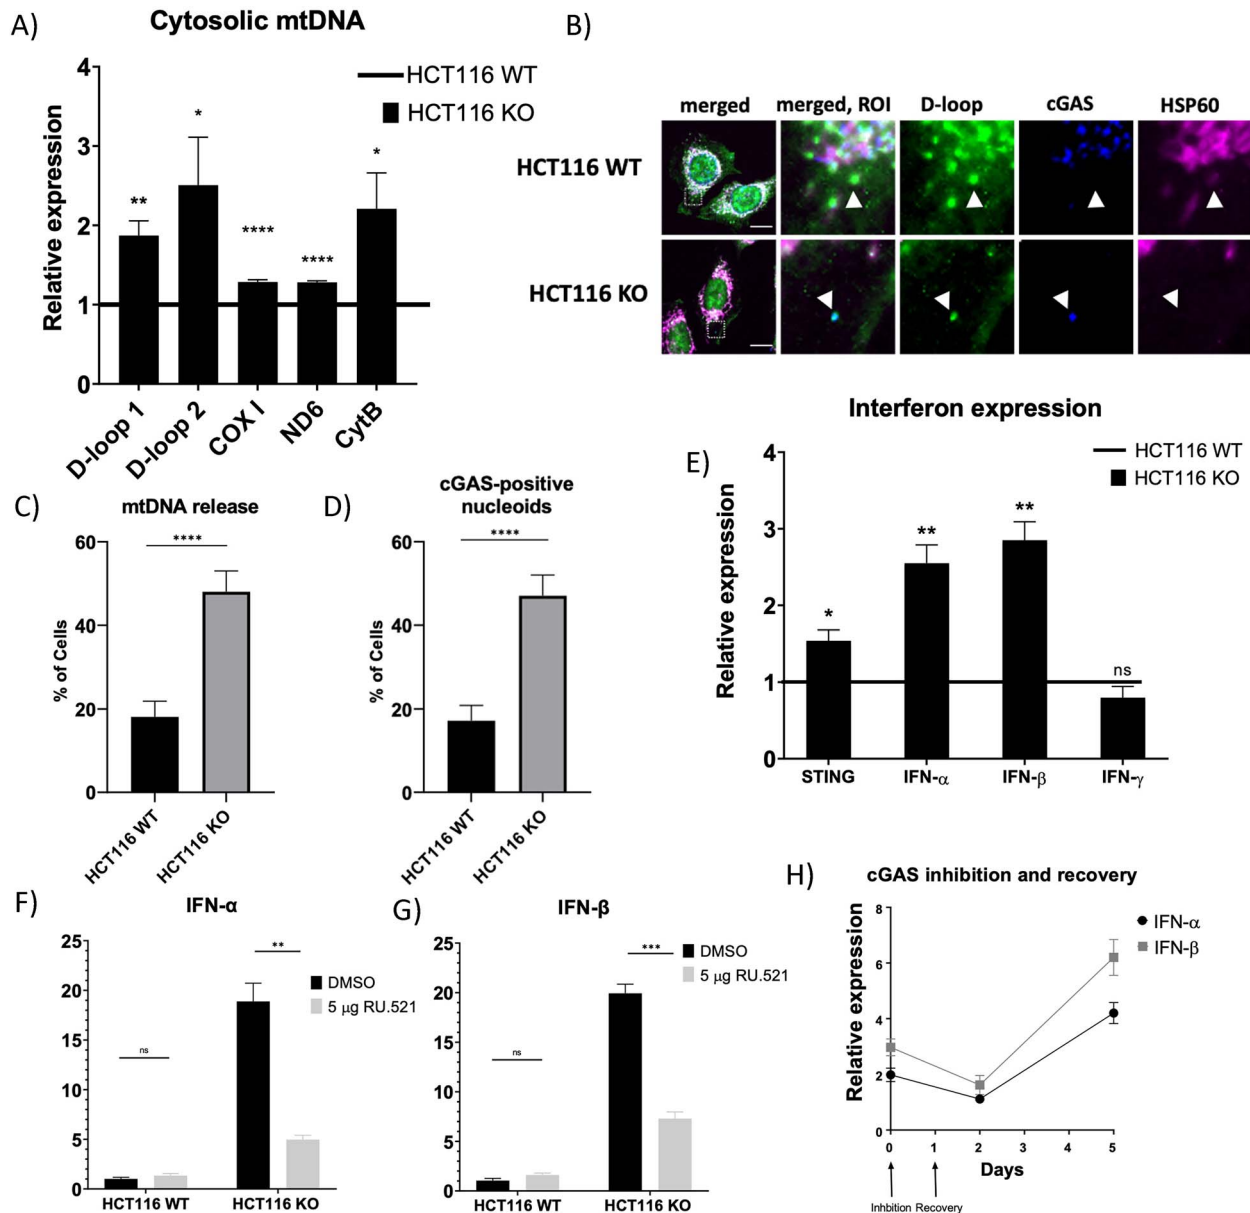 A)
Cytosolic mtDNA
Relative expression
4
3
2
1
0
HCT116 WT
HCT116 KO
**
*
****
****
*
D-loop 1
D-loop 2
COX I
ND6
CytB
B)
merged
merged, ROI
D-loop
cGAS
HSP60
HCT116 WT
HCT116 KO
C)
mtDNA release
****
% of Cells
60
40
20
0
HCT116 WT
HCT116 KO
D)
cGAS-positive
nucleoids
****
% of Cells
60
40
20
0
HCT116 WT
HCT116 KO
E)
Interferon expression
HCT116 WT
HCT116 KO
Relative expression
4
3
2
1
0
*
**
**
ns
STING
IFN-α
IFN-β
IFN-γ
F)
IFN-α
25
20
15
10
5
0
ns
**
DMSO
5 μg RU.521
HCT116 WT
HCT116 KO
G)
IFN-β
25
20
15
10
5
0
ns
***
DMSO
5 μg RU.521
HCT116 WT
HCT116 KO
H)
cGAS inhibition and recovery
Relative expression
8
6
4
2
0
IFN-α
IFN-β
0 1 2 3 4 5
Days
Inhbition Recovery